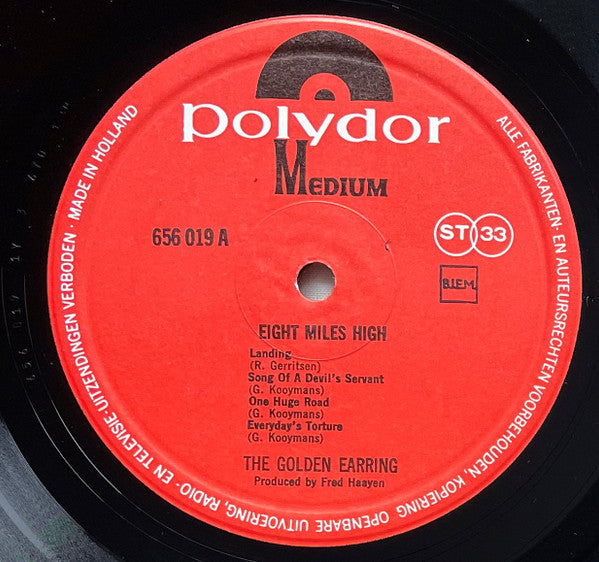 polydor
MEDIUM
656 019 A
ST 33
B.I.E.M.
EIGHT MILES HIGH
Landing
(R. Gerritsen)
Song Of A Devil's Servant
(G. Kooymans)
One Huge Road
(G. Kooymans)
Everyday's Torture
(G. Kooymans)
THE GOLDEN EARRING
Produced by Fred Haayen
ALLE FABRIKANTEN- EN AUTEURSRECHTEN VOORBEHOUDEN, KOPIERING, OPENBARE UITVOERING, RADIO- EN TELEVISIE-UITZENDINGEN VERBODEN · MADE IN HOLLAND